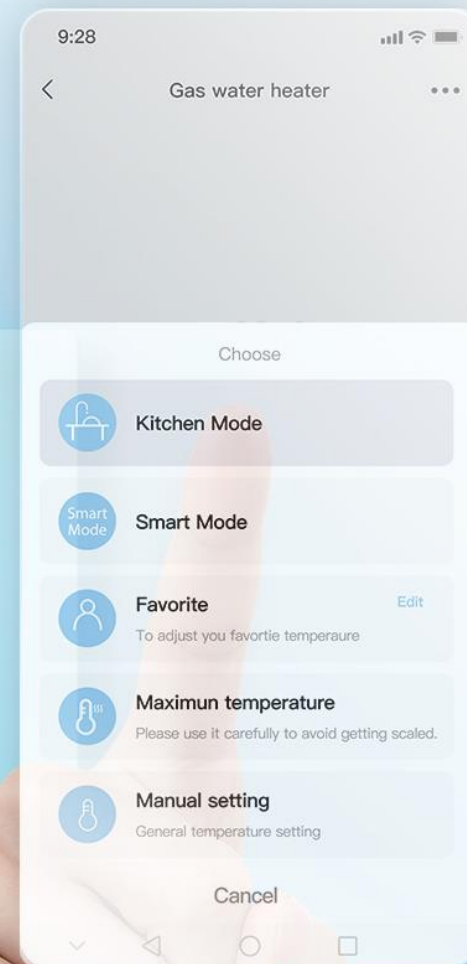 9:28
Gas water heater
Choose
Kitchen Mode
Smart
Mode
Smart Mode
Favorite
Edit
To adjust you favortie temperaure
Maximun temperature
Please use it carefully to avoid getting scaled.
Manual setting
General temperature setting
Cancel